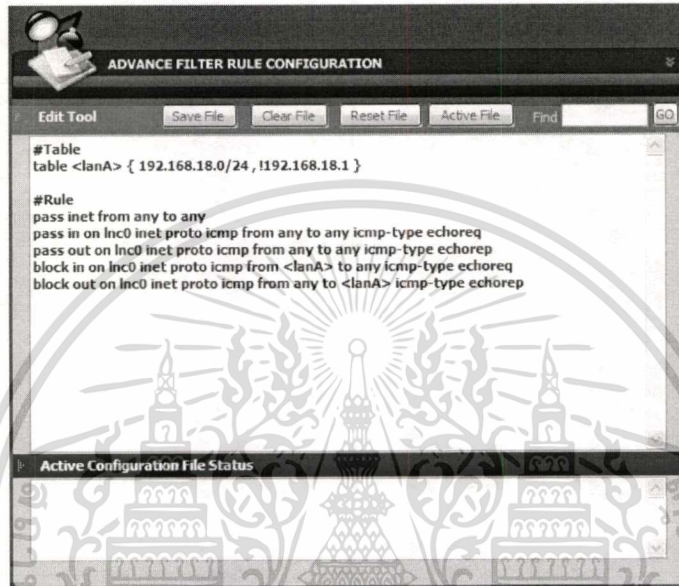 ADVANCE FILTER RULE CONFIGURATION
Edit Tool Save File Clear File Reset File Active File Find GO
#Table
table <lanA> { 192.168.18.0/24 , !192.168.18.1 }
#Rule
pass inet from any to any
pass in on lnc0 inet proto icmp from any to any icmp-type echoreq
pass out on lnc0 inet proto icmp from any to any icmp-type echorep
block in on lnc0 inet proto icmp from <lanA> to any icmp-type echoreq
block out on lnc0 inet proto icmp from any to <lanA> icmp-type echorep
Active Configuration File Status